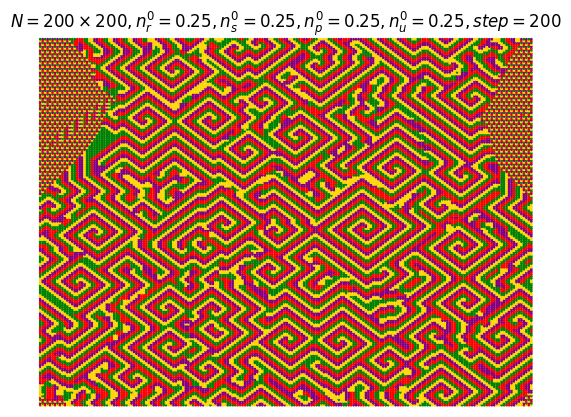 N = 200 × 200, n_r^0 = 0.25, n_s^0 = 0.25, n_p^0 = 0.25, n_u^0 = 0.25, step = 200